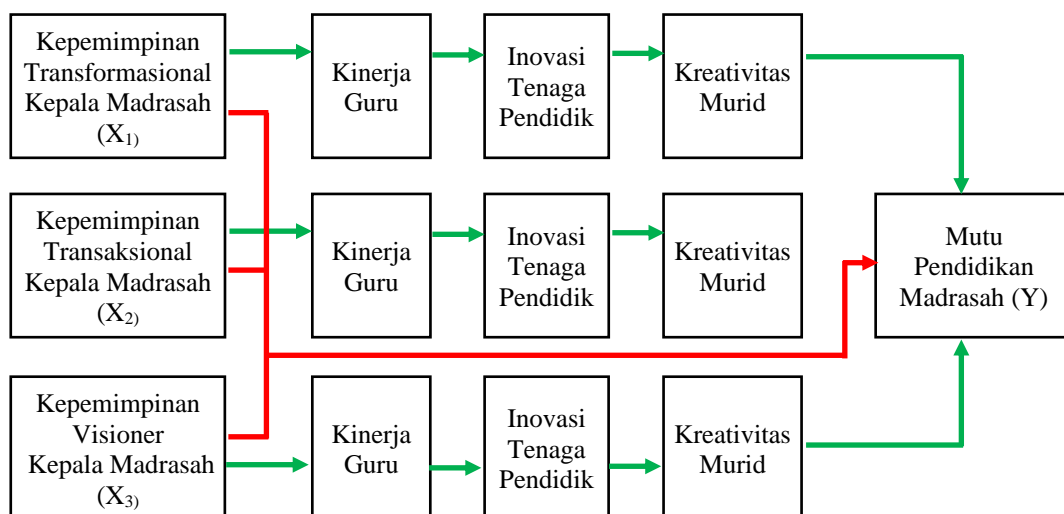 Kepemimpinan
Transformasional
Kepala Madrasah
(X1)
Kinerja
Guru
Inovasi
Tenaga
Pendidik
Kreativitas
Murid
Kepemimpinan
Transaksional
Kepala Madrasah
(X2)
Kinerja
Guru
Inovasi
Tenaga
Pendidik
Kreativitas
Murid
Mutu
Pendidikan
Madrasah (Y)
Kepemimpinan
Visioner
Kepala Madrasah
(X3)
Kinerja
Guru
Inovasi
Tenaga
Pendidik
Kreativitas
Murid